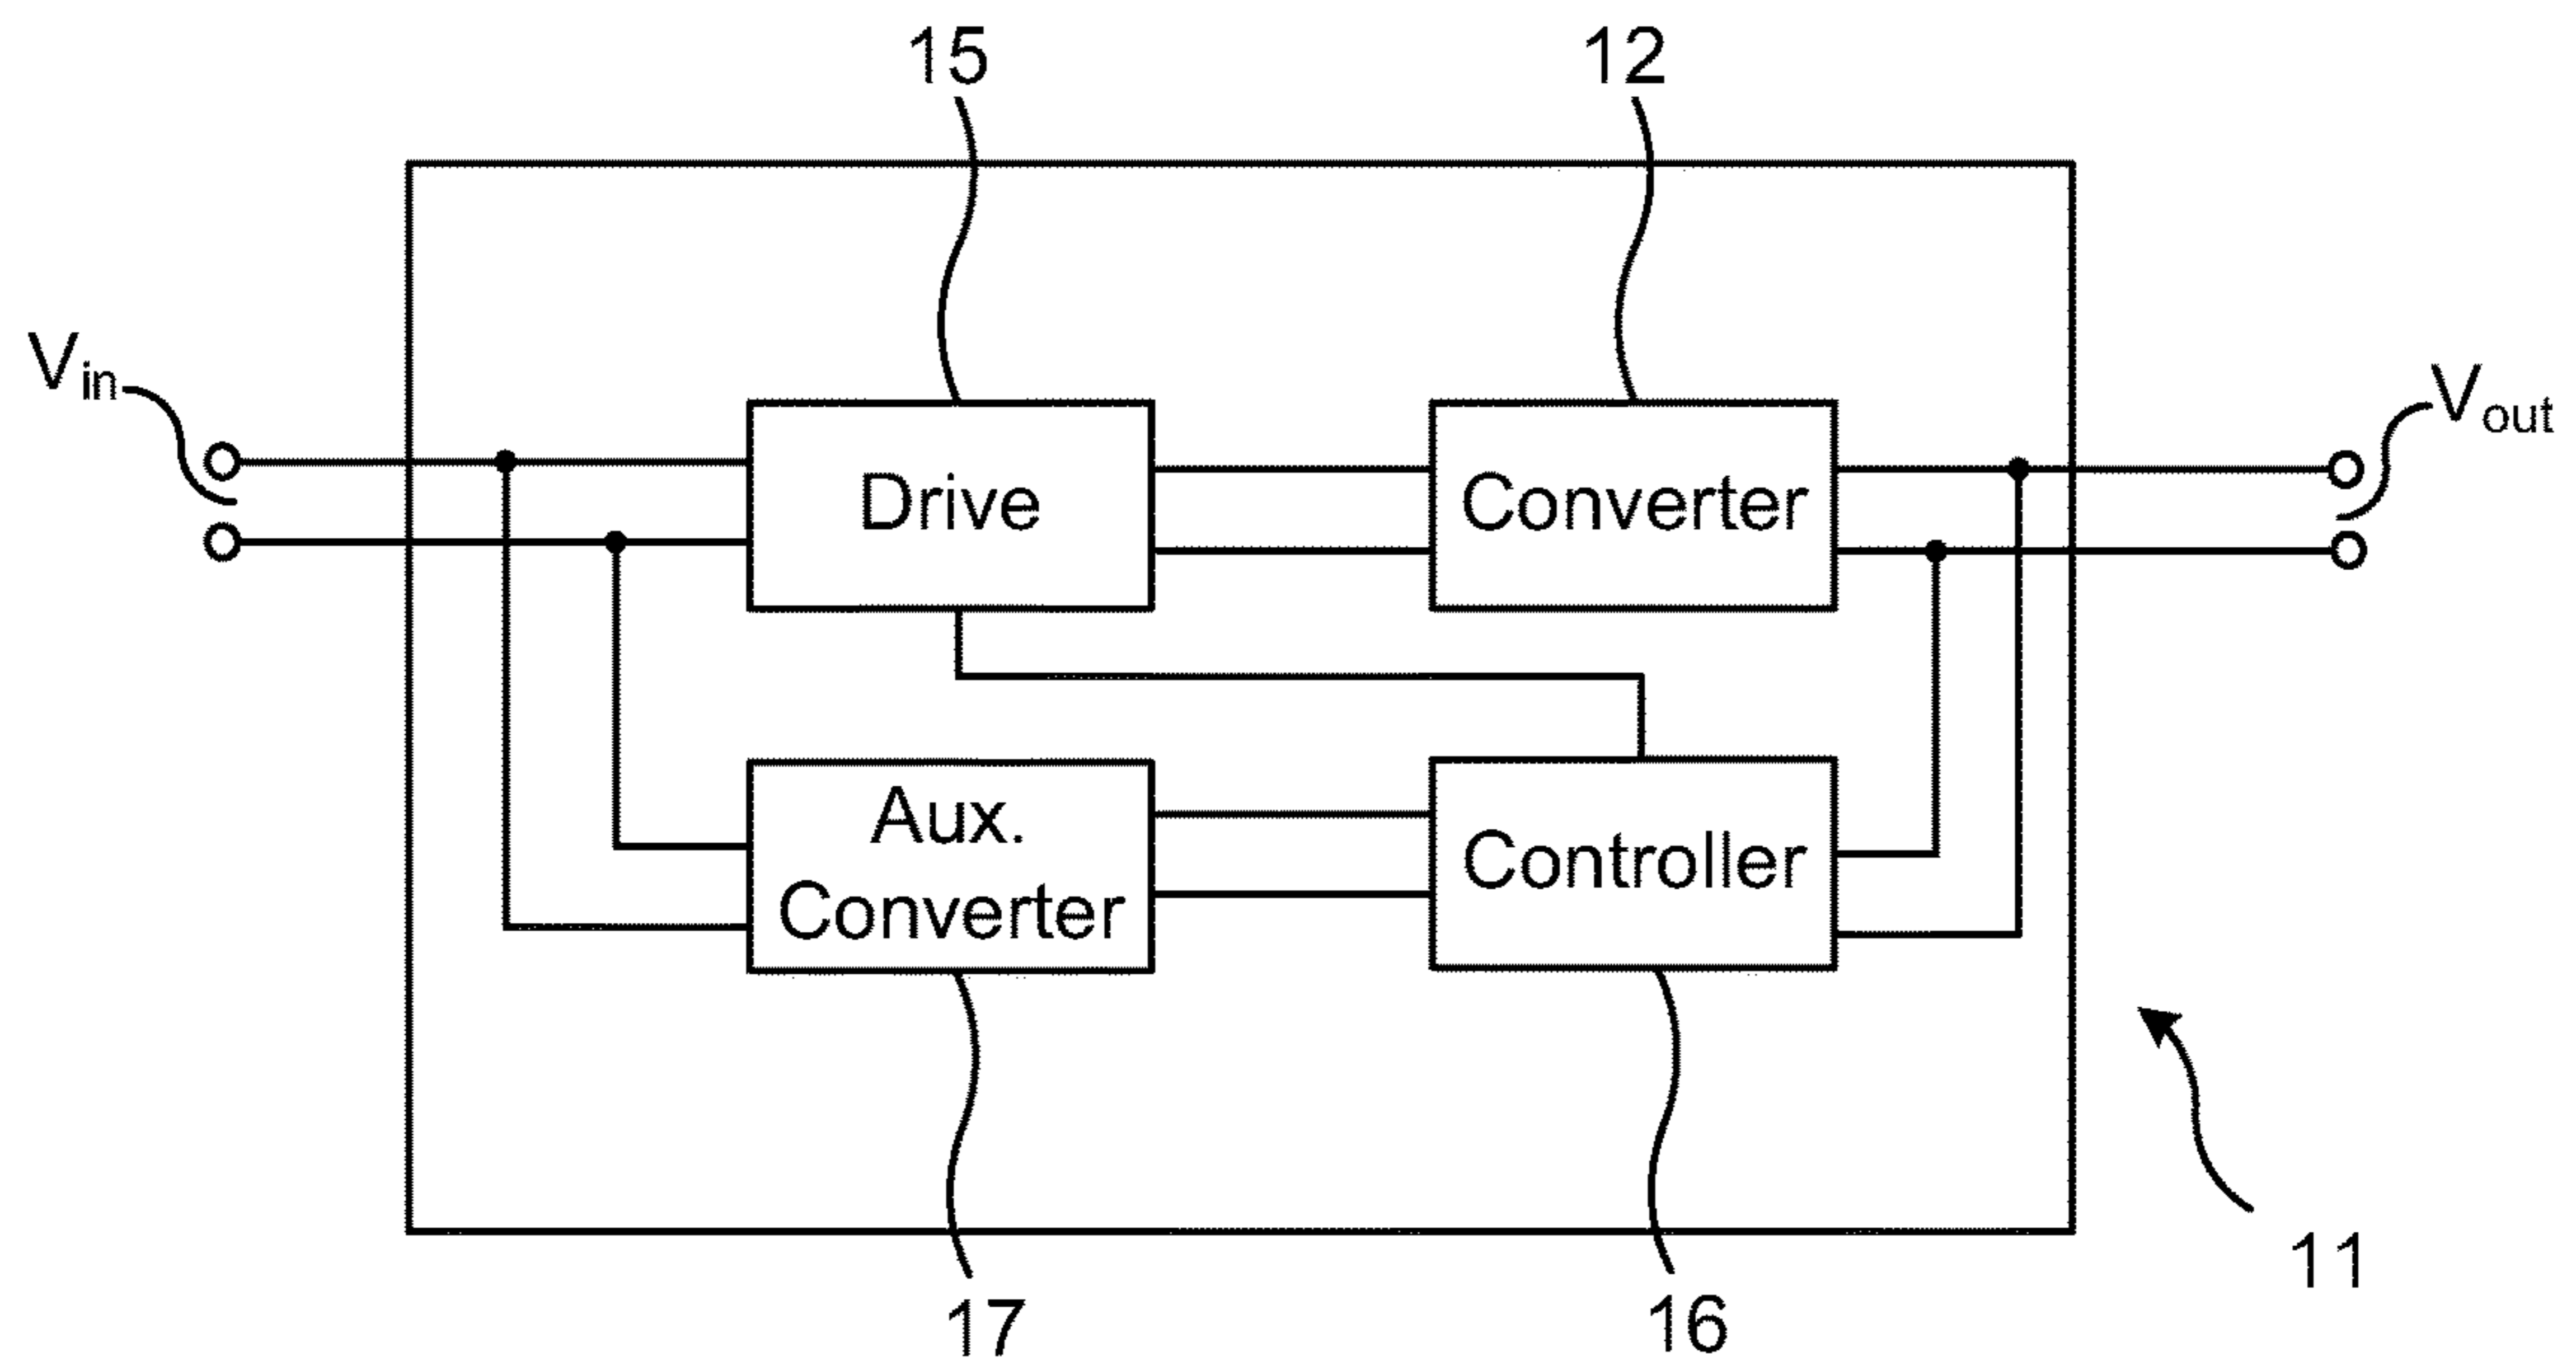 15
12
Vin
Vout
Drive
Converter
Aux.
Converter
Controller
11
17
16